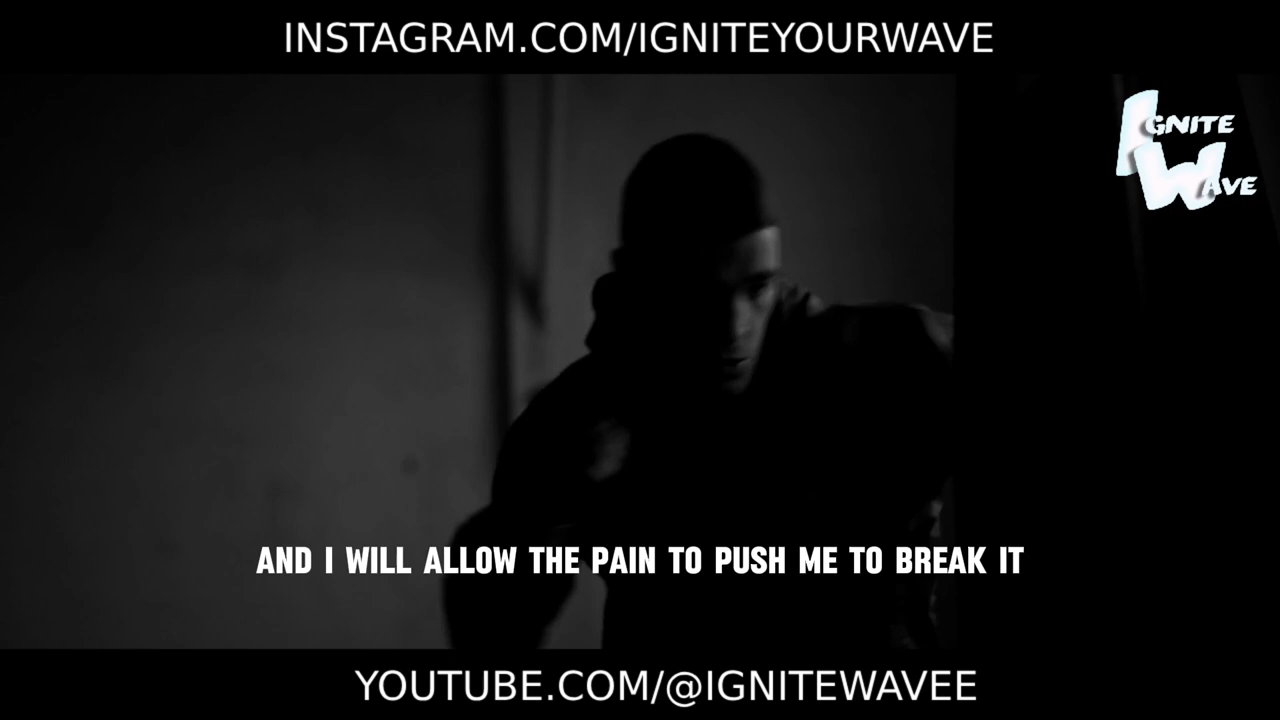 INSTAGRAM.COM/IGNITEYOURWAVE
IGNITE
WAVE
AND I WILL ALLOW THE PAIN TO PUSH ME TO BREAK IT
YOUTUBE.COM/@IGNITEWAVEE